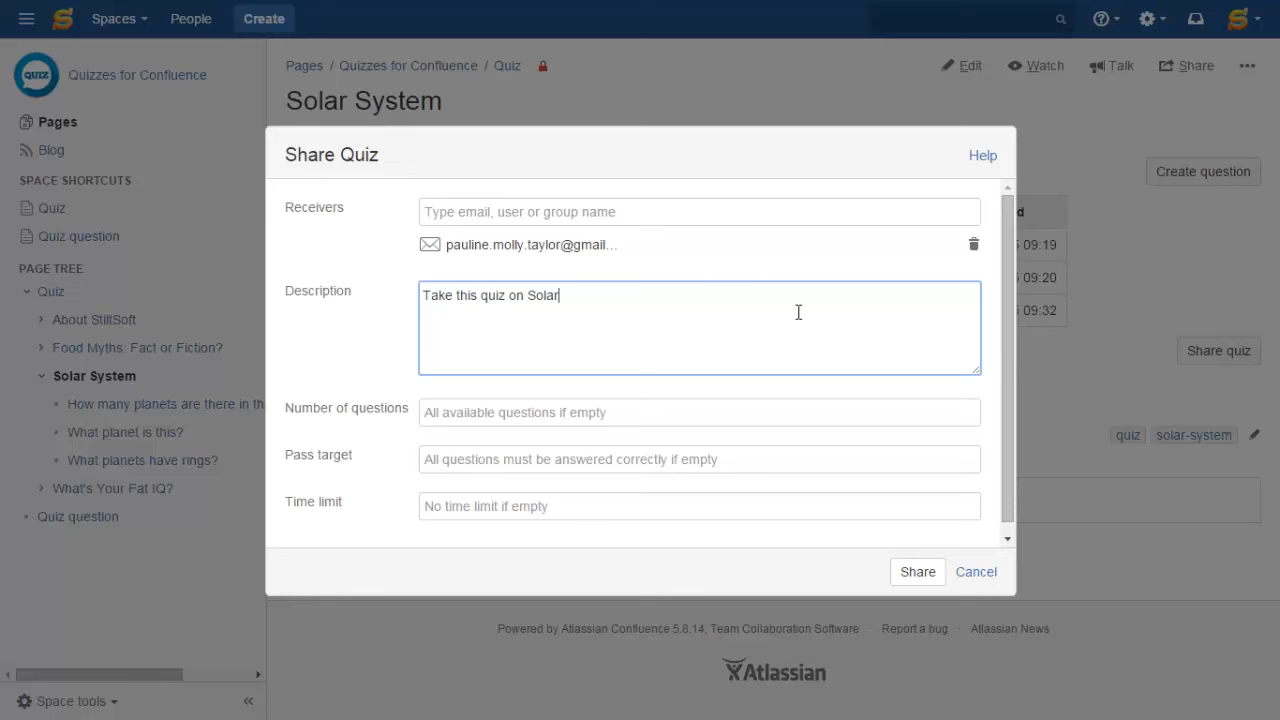 Spaces People Create
QUIZ Quizzes for Confluence
Pages
Blog
SPACE SHORTCUTS
Quiz
Quiz question
PAGE TREE
Quiz
About StiltSoft
Food Myths: Fact or Fiction?
Solar System
How many planets are there in th
What planet is this?
What planets have rings?
What's Your Fat IQ?
Quiz question
Space tools
Pages / Quizzes for Confluence / Quiz
Edit Watch Talk Share
Solar System
Create question
d
09:19
09:20
09:32
Share quiz
quiz solar-system
Share Quiz Help
Receivers Type email, user or group name
pauline.molly.taylor@gmail...
Description Take this quiz on Solar
Number of questions All available questions if empty
Pass target All questions must be answered correctly if empty
Time limit No time limit if empty
Share Cancel
Powered by Atlassian Confluence 5.8.14, Team Collaboration Software · Report a bug · Atlassian News
Atlassian